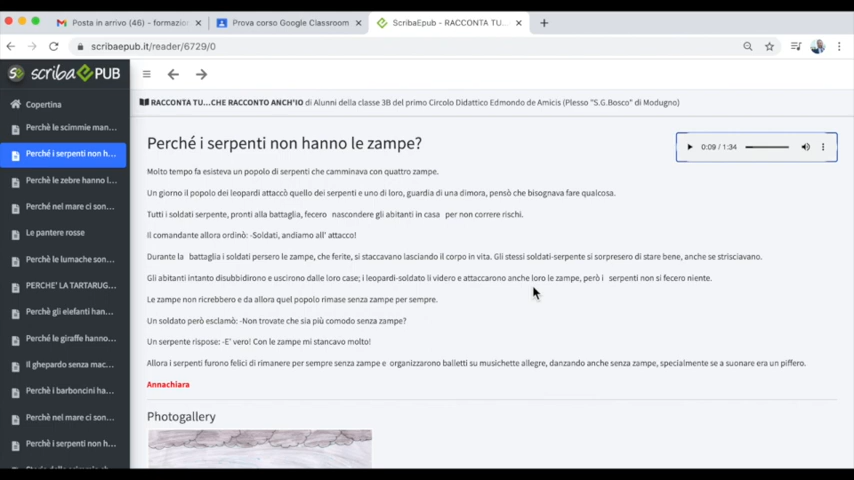 Posta in arrivo (46) - formazion
Prova corso Google Classroom
ScribaEpub - RACCONTA TU...
scribaepub.it/reader/6729/0
scriba ePUB
Copertina
Perchè le scimmie man...
Perché i serpenti non h...
Perchè le zebre hanno l...
Perché nel mare ci son...
Le pantere rosse
Perchè le lumache son...
PERCHE' LA TARTARUG...
Perchè gli elefanti han...
Perché le giraffe hanno...
Il ghepardo senza mac...
Perchè i barboncini ha...
Perchè nel mare ci son...
Perchè i serpenti non h...
RACCONTA TU...CHE RACCONTO ANCH'IO di Alunni della classe 3B del primo Circolo Didattico Edmondo de Amicis (Plesso "S.G.Bosco" di Modugno)
Perché i serpenti non hanno le zampe?
0:09 / 1:34
Molto tempo fa esisteva un popolo di serpenti che camminava con quattro zampe.
Un giorno il popolo dei leopardi attaccò quello dei serpenti e uno di loro, guardia di una dimora, pensò che bisognava fare qualcosa.
Tutti i soldati serpente, pronti alla battaglia, fecero nascondere gli abitanti in casa per non correre rischi.
Il comandante allora ordinò: -Soldati, andiamo all' attacco!
Durante la battaglia i soldati persero le zampe, che ferite, si staccavano lasciando il corpo in vita. Gli stessi soldati-serpente si sorpresero di stare bene, anche se strisciavano.
Gli abitanti intanto disubbidirono e uscirono dalle loro case; i leopardi-soldato li videro e attaccarono anche loro le zampe, però i serpenti non si fecero niente.
Le zampe non ricrebbero e da allora quel popolo rimase senza zampe per sempre.
Un soldato però esclamò: -Non trovate che sia più comodo senza zampe?
Un serpente rispose: -E' vero! Con le zampe mi stancavo molto!
Allora i serpenti furono felici di rimanere per sempre senza zampe e organizzarono balletti su musichette allegre, danzando anche senza zampe, specialmente se a suonare era un piffero.
Annachiara
Photogallery